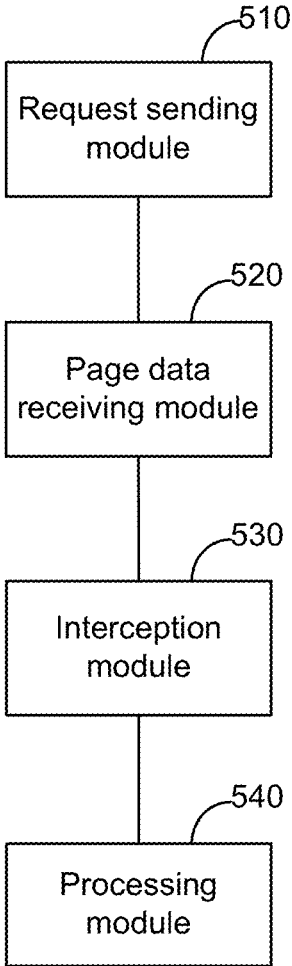 510
Request sending
module
520
Page data
receiving module
530
Interception
module
540
Processing
module